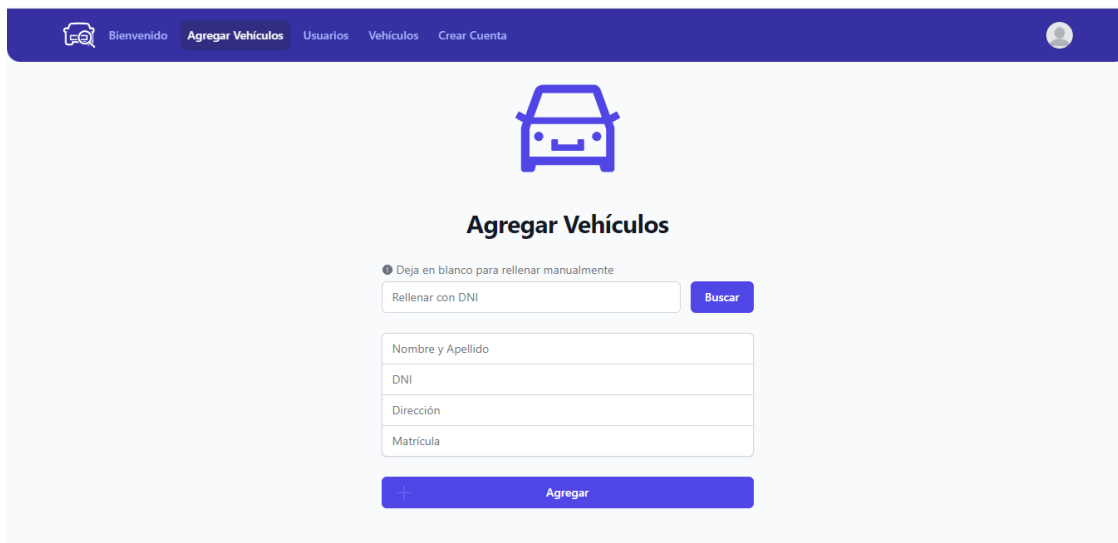 Bienvenido Agregar Vehículos Usuarios Vehículos Crear Cuenta
Agregar Vehículos
Deja en blanco para rellenar manualmente
Rellenar con DNI Buscar
Nombre y Apellido
DNI
Dirección
Matrícula
Agregar